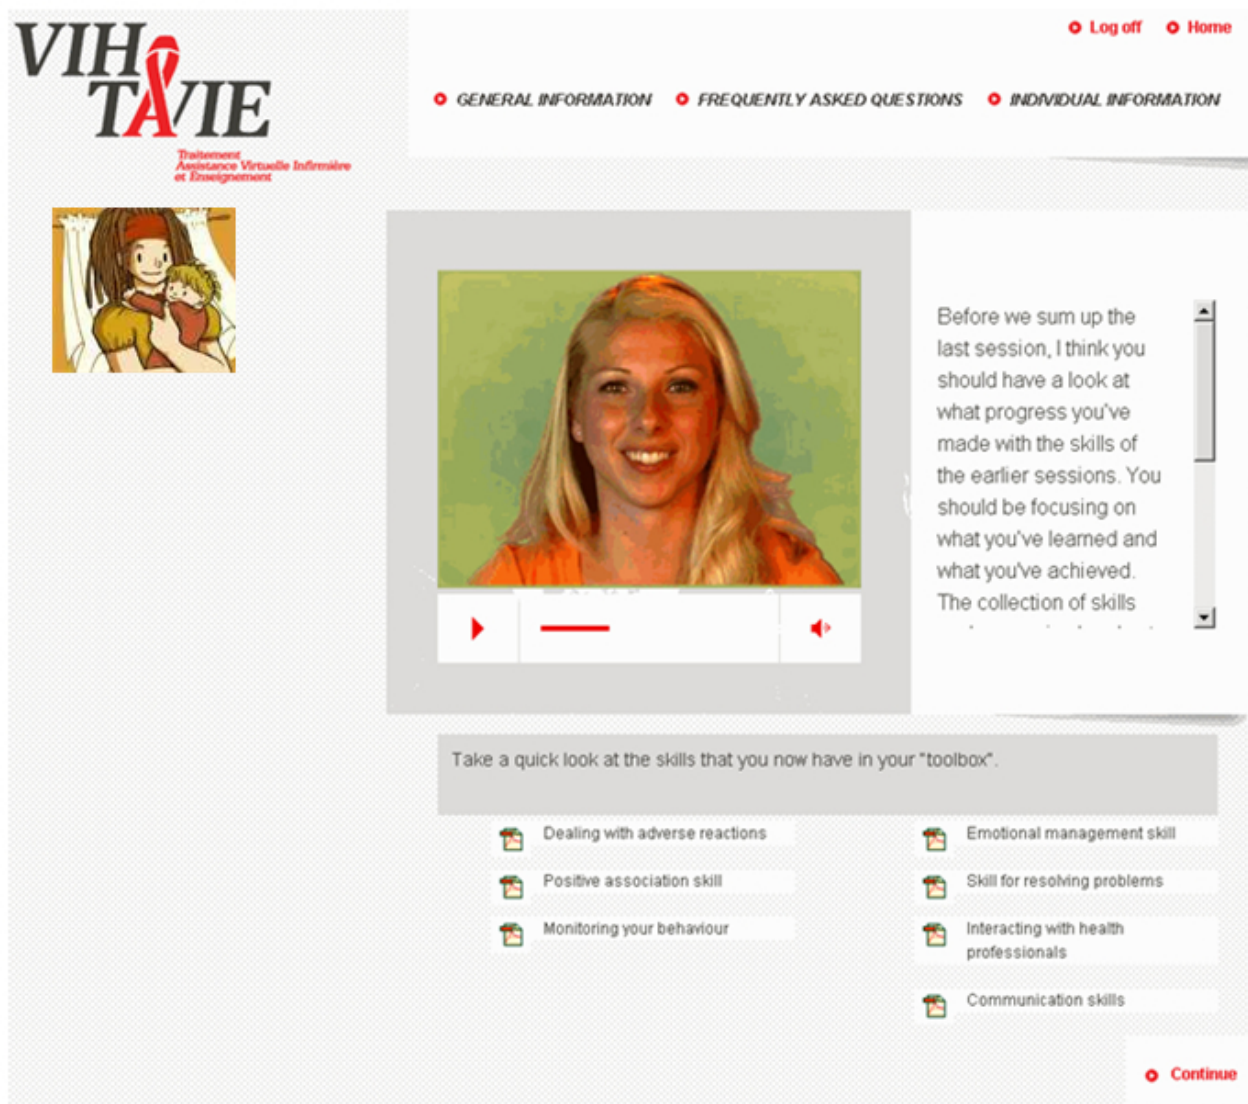 VIH
TAVIE
Traitement
Assistance Virtuelle Infirmière
et Enseignement
Log off Home
GENERAL INFORMATION FREQUENTLY ASKED QUESTIONS INDIVIDUAL INFORMATION
Before we sum up the
last session, I think you
should have a look at
what progress you've
made with the skills of
the earlier sessions. You
should be focusing on
what you've learned and
what you've achieved.
The collection of skills
Take a quick look at the skills that you now have in your "toolbox".
Dealing with adverse reactions
Positive association skill
Monitoring your behaviour
Emotional management skill
Skill for resolving problems
Interacting with health
professionals
Communication skills
Continue